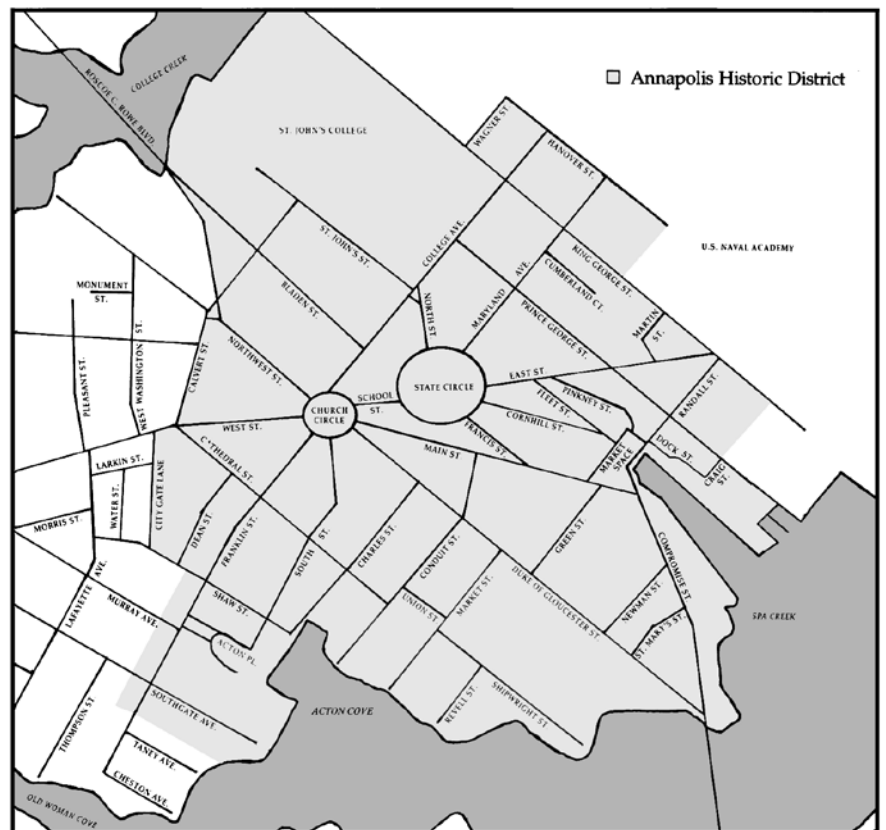 COLLEGE CREEK
ROSCOE C. ROWE BLVD
Annapolis Historic District
ST. JOHN'S COLLEGE
WAGNER ST
HANOVER ST.
U.S. NAVAL ACADEMY
COLLEGE AVE.
ST. JOHN'S ST.
KING GEORGE ST.
CUMBERLAND CT.
MONUMENT
ST.
BLADEN ST.
NORTH ST
MARYLAND
AVE.
PRINCE GEORGE ST.
MARTIN
ST.
PLEASANT ST.
WEST WASHINGTON ST.
CALVERT ST.
NORTHWEST ST.
STATE CIRCLE
EAST ST.
PINKNEY ST.
FLEET ST.
RANDALL ST.
SCHOOL
ST.
CHURCH
CIRCLE
CORNHILL ST.
WEST ST.
MAIN ST
FRANCIS ST.
MARKET
SPACE
DOCK ST.
CRAIG
ST.
LARKIN ST.
CATHEDRAL ST.
CITY GATE LANE
WATER ST.
MORRIS ST.
DEAN ST.
FRANKLIN ST.
SOUTH
ST.
CHARLES ST.
CONDUIT ST.
GREEN ST.
COMPROMISE ST.
LAFAYETTE
AVE.
MURRAY AVE.
SHAW ST.
UNION ST
MARKET ST.
DUKE OF GLOUCESTER ST.
NEWMAN ST.
ST. MARY'S ST.
SPA CREEK
ACTON PL.
SOUTHGATE AVE.
ACTON COVE
REVELL ST.
SHIPWRIGHT ST.
THOMPSON ST
TANEY AVE.
CHESTON AVE.
OLD WOMAN COVE